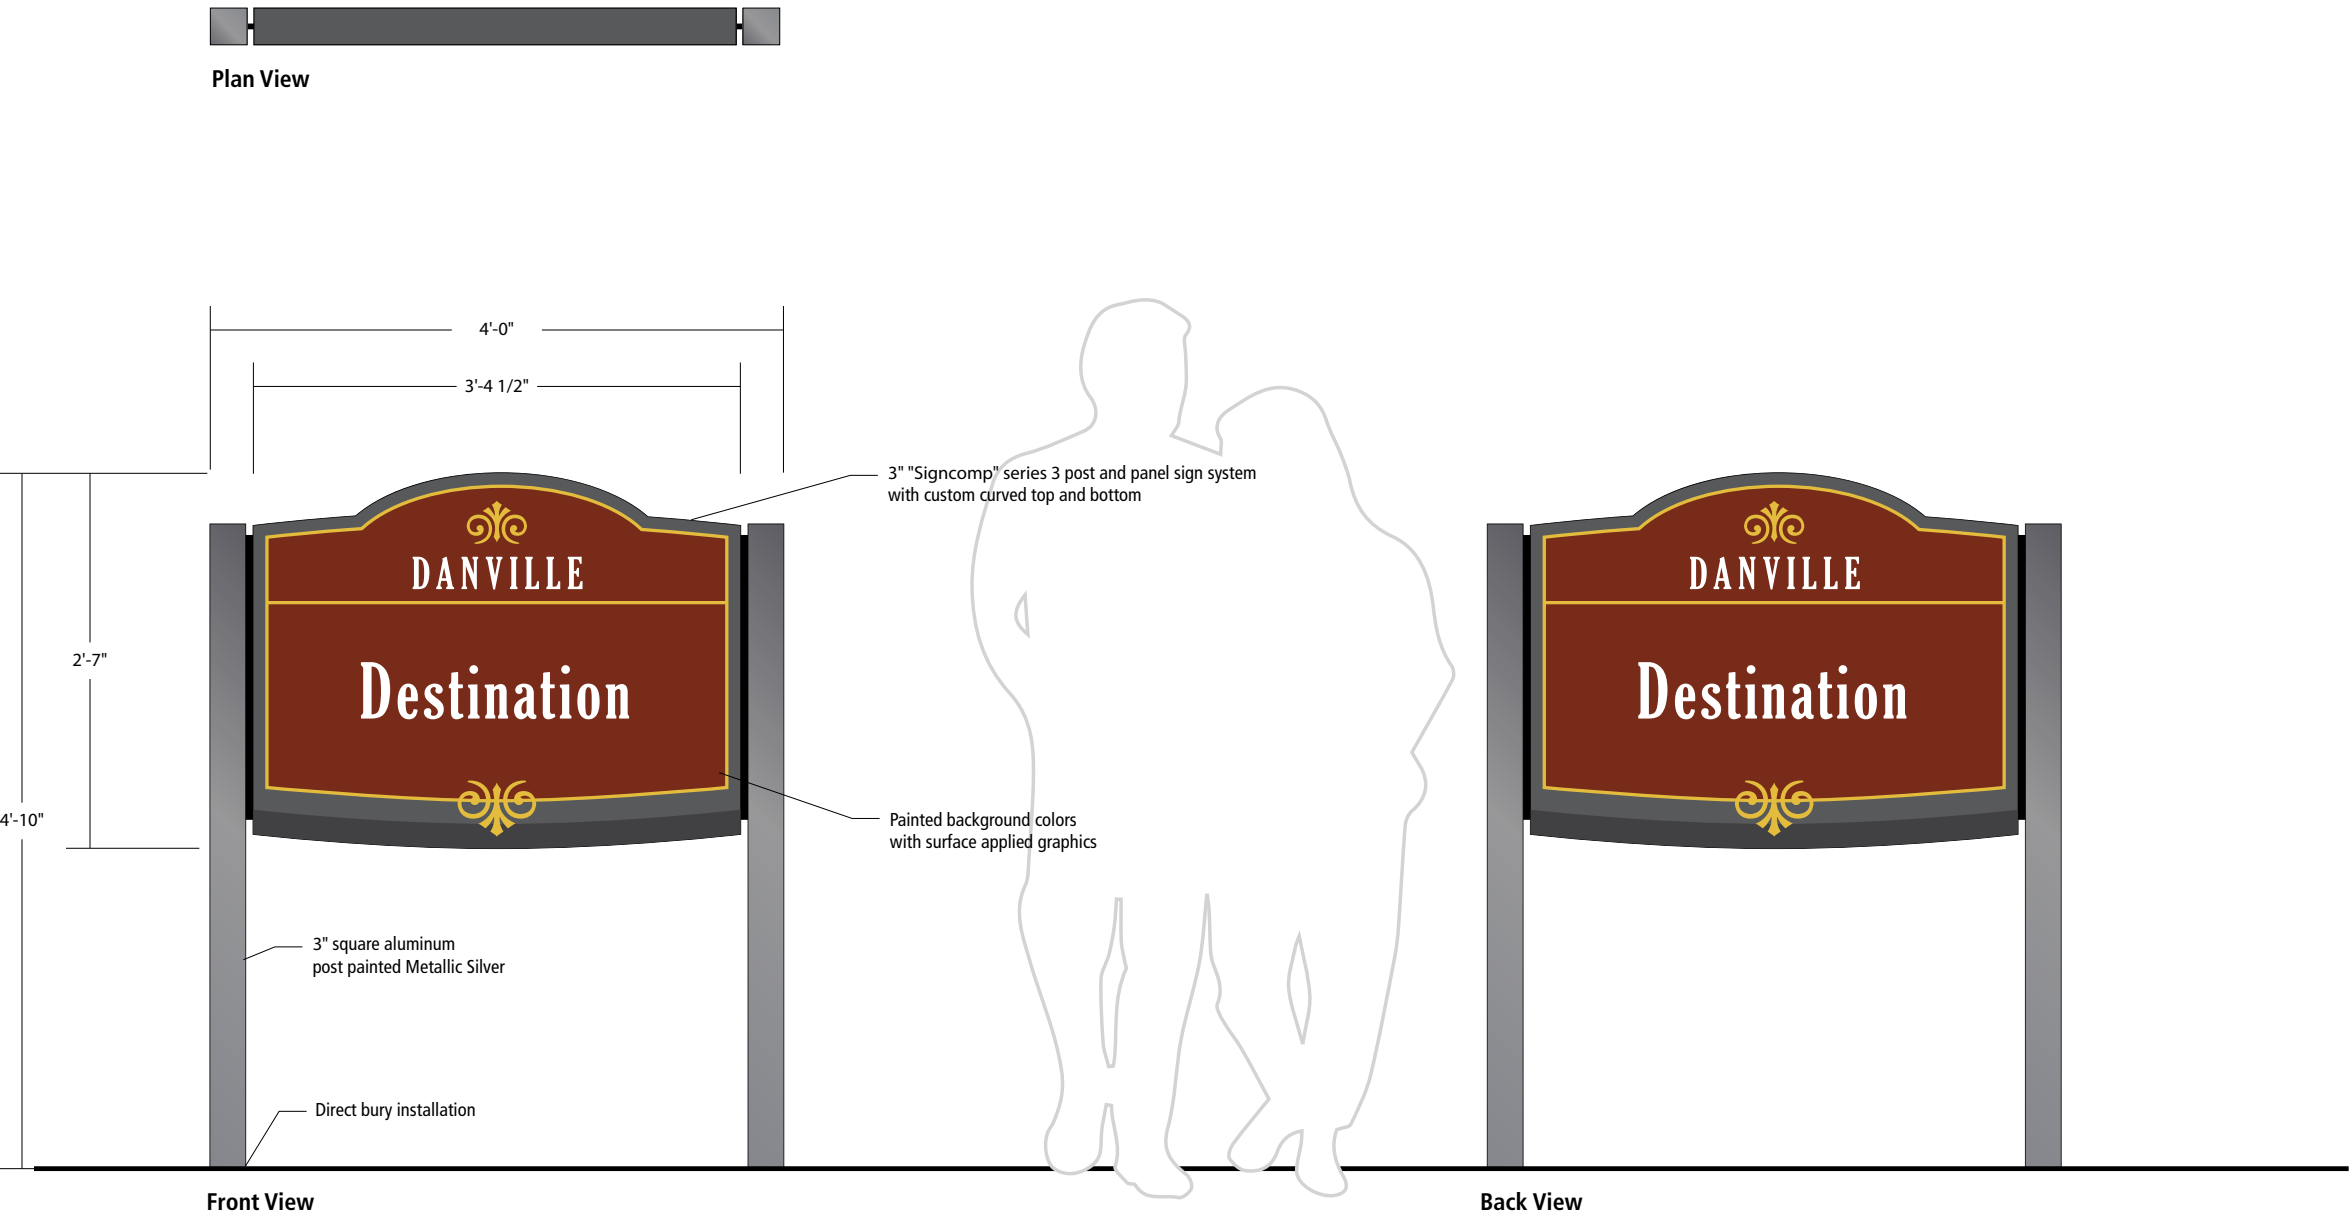 Plan View
4'-0"
3'-4 1/2"
3" "Signcomp" series 3 post and panel sign system
with custom curved top and bottom
DANVILLE
Destination
2'-7"
4'-10"
Painted background colors
with surface applied graphics
3" square aluminum
post painted Metallic Silver
Direct bury installation
Front View
DANVILLE
Destination
Back View